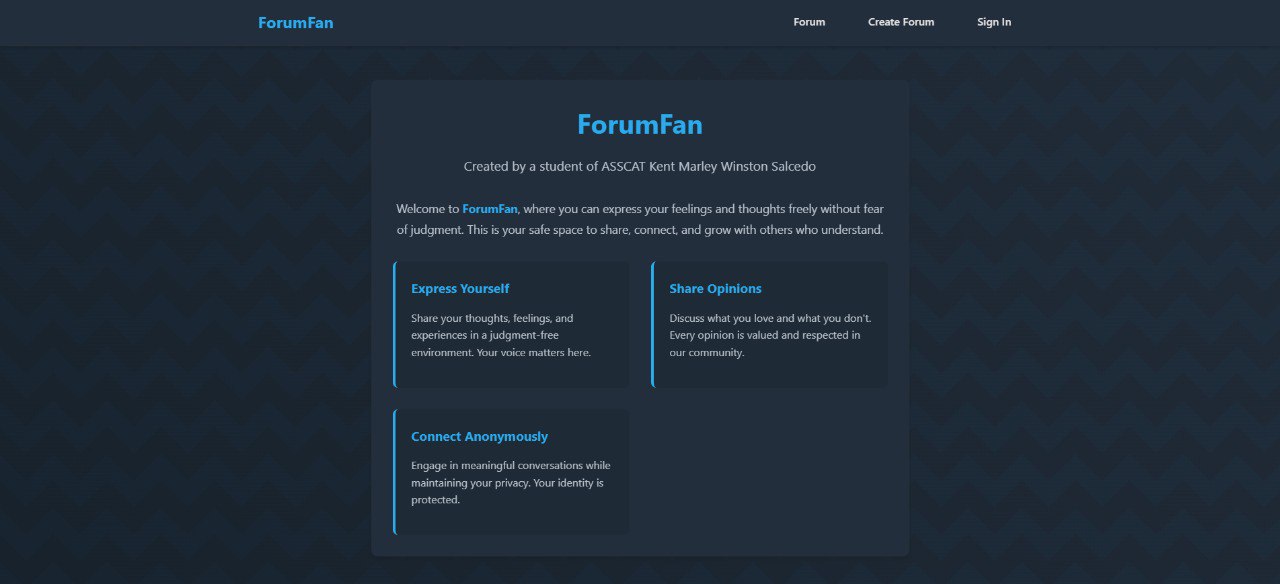 ForumFan
Forum
Create Forum
Sign In
ForumFan
Created by a student of ASSCAT Kent Marley Winston Salcedo
Welcome to ForumFan, where you can express your feelings and thoughts freely without fear
of judgment. This is your safe space to share, connect, and grow with others who understand.
Express Yourself
Share your thoughts, feelings, and
experiences in a judgment-free
environment. Your voice matters here.
Share Opinions
Discuss what you love and what you don't.
Every opinion is valued and respected in
our community.
Connect Anonymously
Engage in meaningful conversations while
maintaining your privacy. Your identity is
protected.